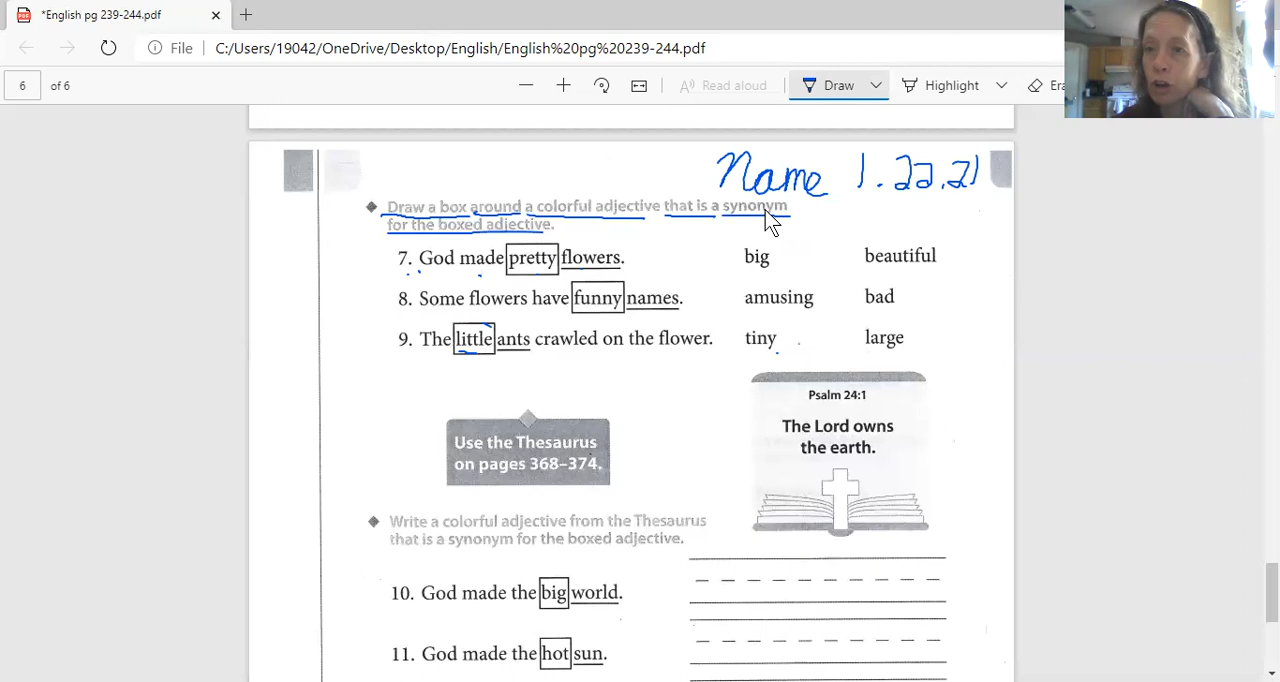 *English pg 239-244.pdf
File C:/Users/19042/OneDrive/Desktop/English/English%20pg%20239-244.pdf
6 of 6 Read aloud Draw Highlight Era
Name 1.22.21
Draw a box around a colorful adjective that is a synonym
for the boxed adjective.
7. God made pretty flowers. big beautiful
8. Some flowers have funny names. amusing bad
9. The little ants crawled on the flower. tiny large
Psalm 24:1
The Lord owns
the earth.
Use the Thesaurus
on pages 368–374.
Write a colorful adjective from the Thesaurus
that is a synonym for the boxed adjective.
10. God made the big world.
11. God made the hot sun.